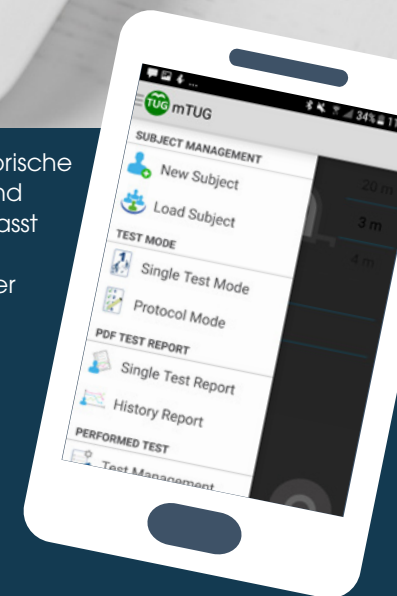 orische
nd
asst
er
34%
TUG mTUG
SUBJECT MANAGEMENT
New Subject
Load Subject
TEST MODE
Single Test Mode
Protocol Mode
PDF TEST REPORT
Single Test Report
History Report
PERFORMED TEST
Test Management
20 m
3 m
4 m